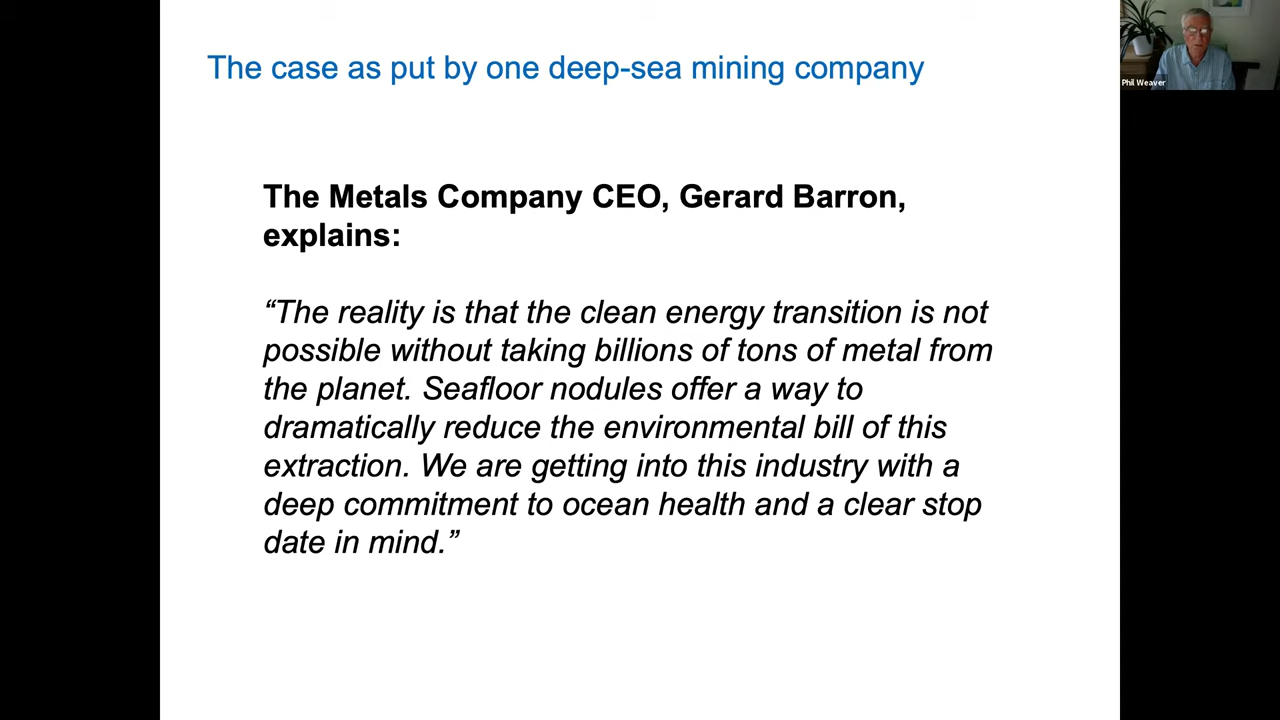 The case as put by one deep-sea mining company
Phil Weaver
The Metals Company CEO, Gerard Barron,
explains:
“The reality is that the clean energy transition is not
possible without taking billions of tons of metal from
the planet. Seafloor nodules offer a way to
dramatically reduce the environmental bill of this
extraction. We are getting into this industry with a
deep commitment to ocean health and a clear stop
date in mind.”